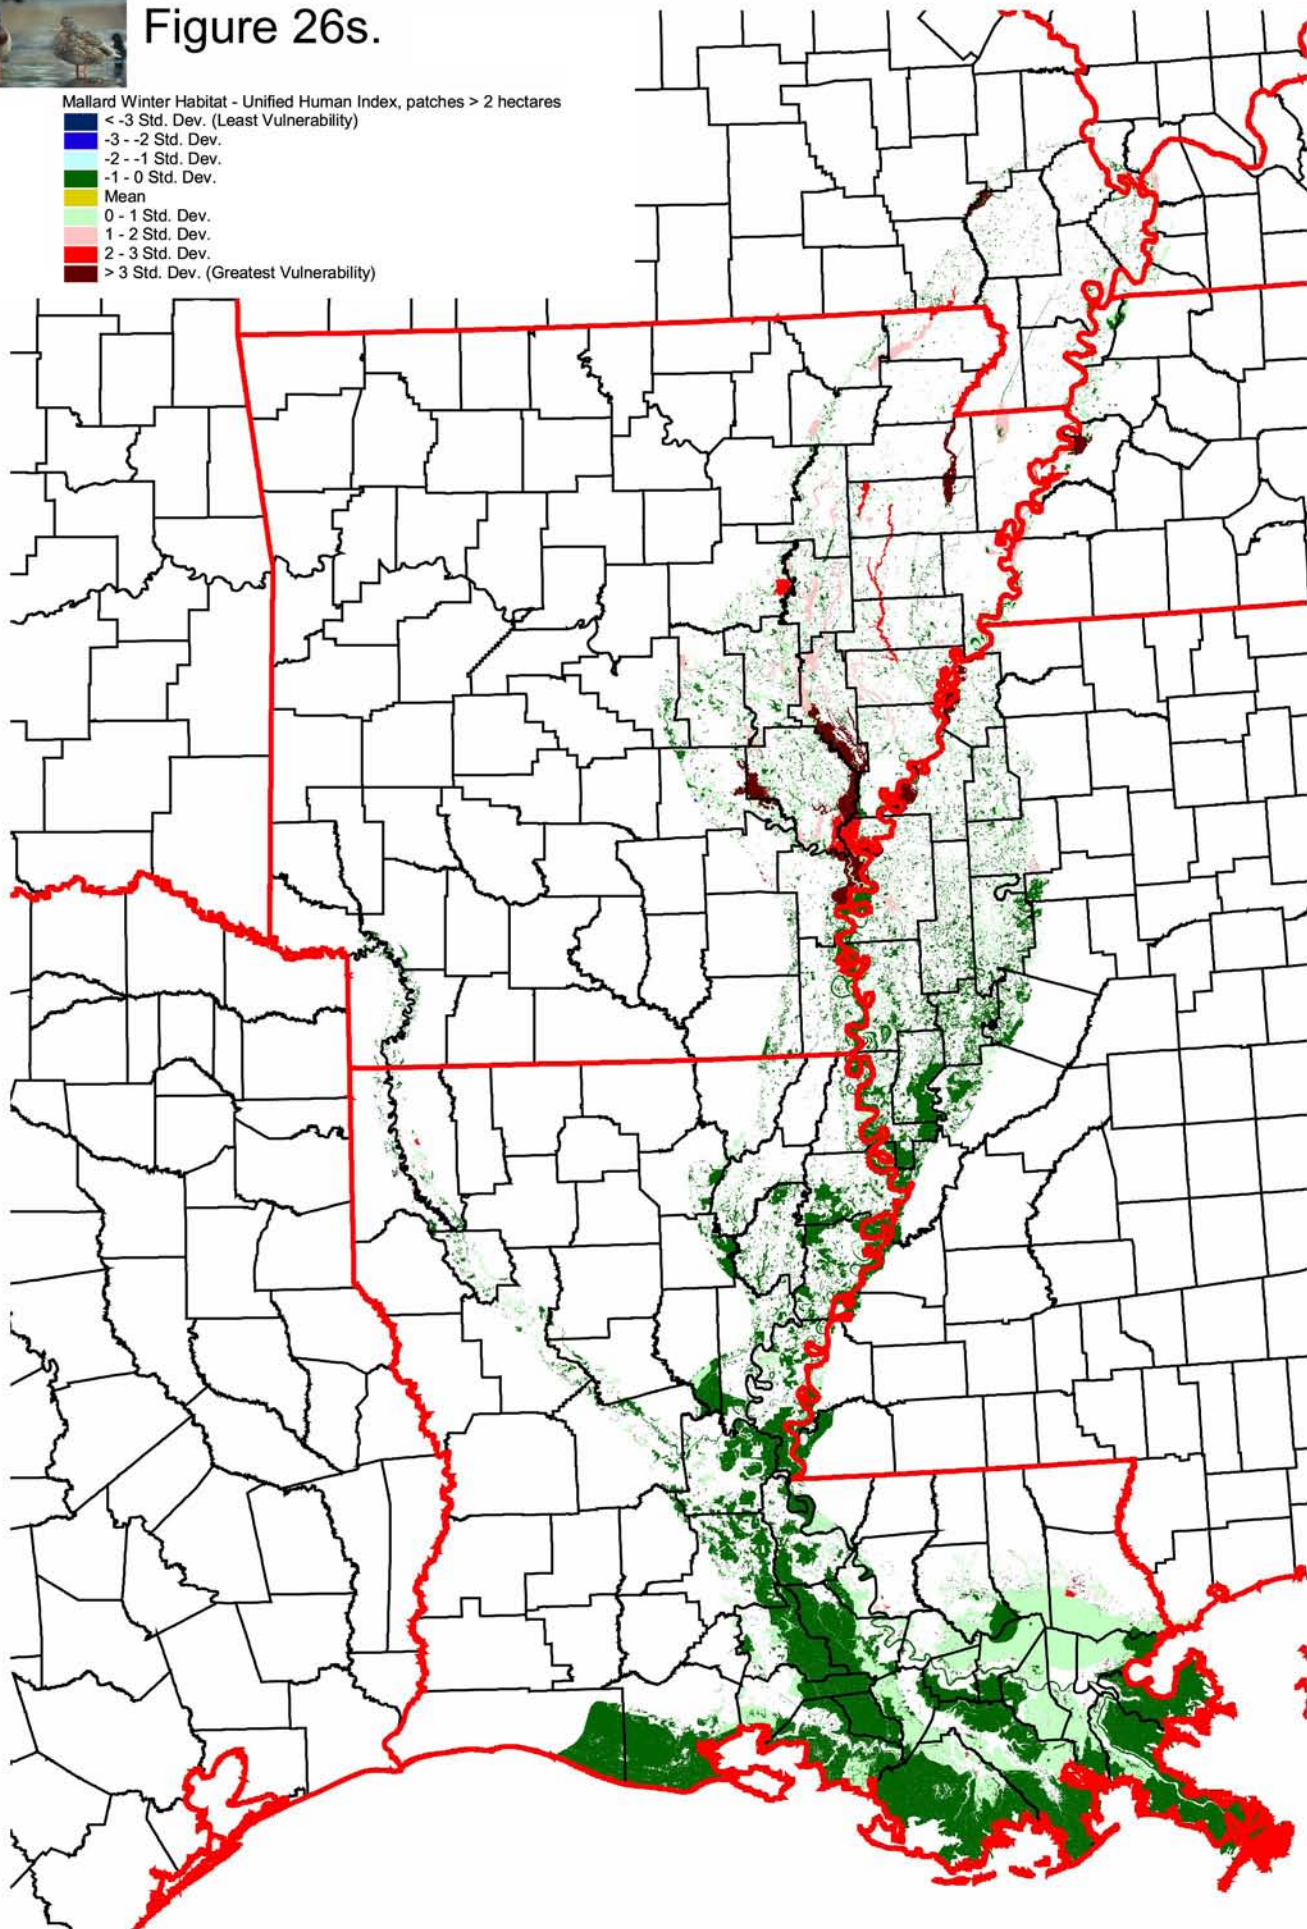 Figure 26s.
Mallard Winter Habitat - Unified Human Index, patches > 2 hectares
< -3 Std. Dev. (Least Vulnerability)
-3 - -2 Std. Dev.
-2 - -1 Std. Dev.
-1 - 0 Std. Dev.
Mean
0 - 1 Std. Dev.
1 - 2 Std. Dev.
2 - 3 Std. Dev.
> 3 Std. Dev. (Greatest Vulnerability)